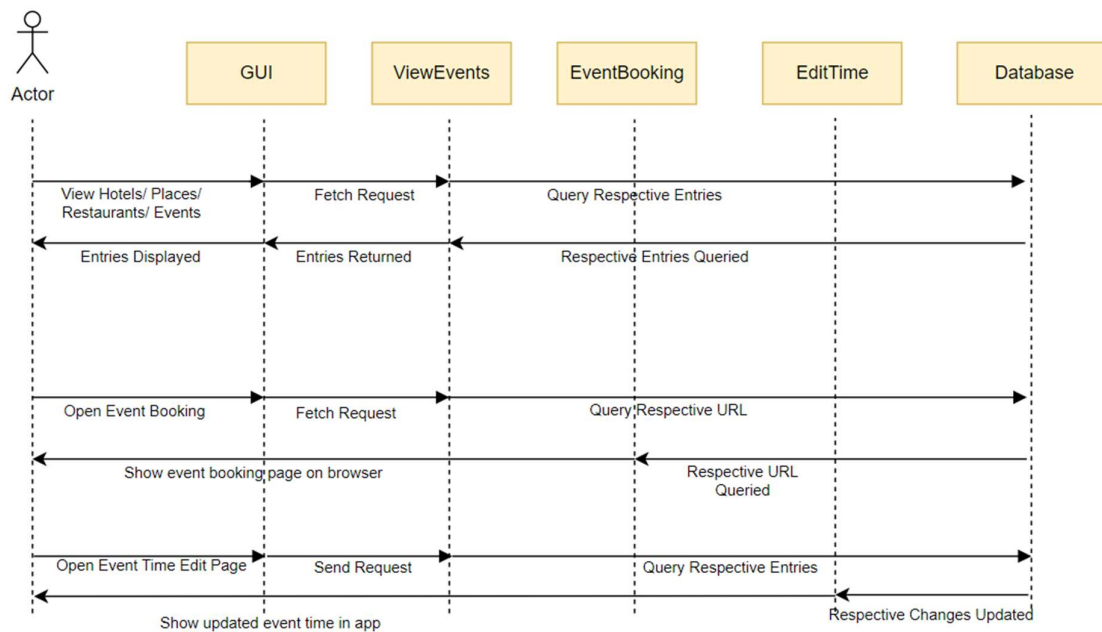 Actor
GUI
ViewEvents
EventBooking
EditTime
Database
View Hotels/ Places/
Restaurants/ Events
Fetch Request
Query Respective Entries
Entries Displayed
Entries Returned
Respective Entries Queried
Open Event Booking
Fetch Request
Query Respective URL
Show event booking page on browser
Respective URL
Queried
Open Event Time Edit Page
Send Request
Query Respective Entries
Show updated event time in app
Respective Changes Updated